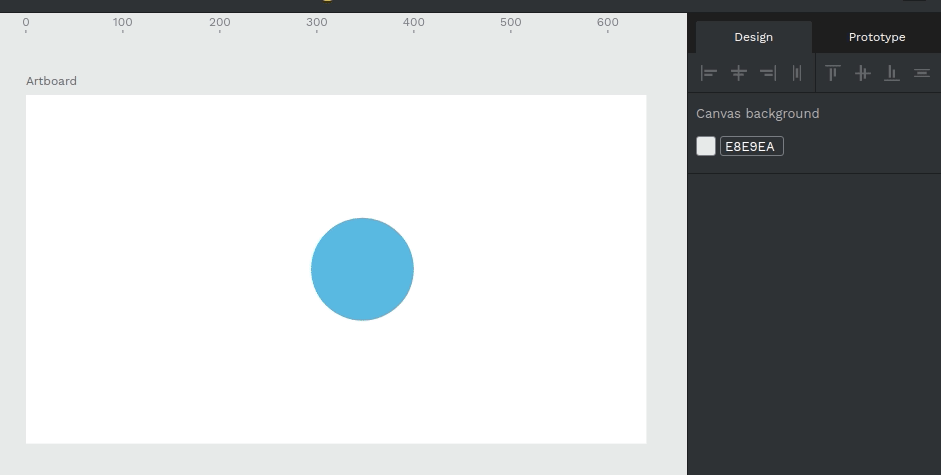 0 100 200 300 400 500 600
Design Prototype
Artboard
Canvas background
E8E9EA